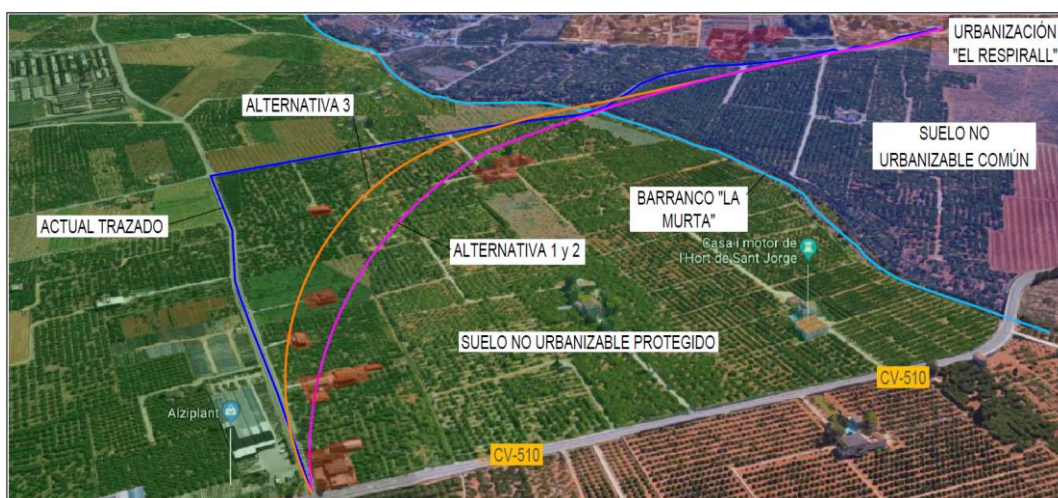 URBANIZACIÓN
"EL RESPIRALL"
ALTERNATIVA 3
SUELO NO
URBANIZABLE COMÚN
BARRANCO "LA
MURTA"
ACTUAL TRAZADO
ALTERNATIVA 1 y 2
Casa i motor de
l'Hort de Sant Jorge
SUELO NO URBANIZABLE PROTEGIDO
CV-510
Alziplant
CV-510